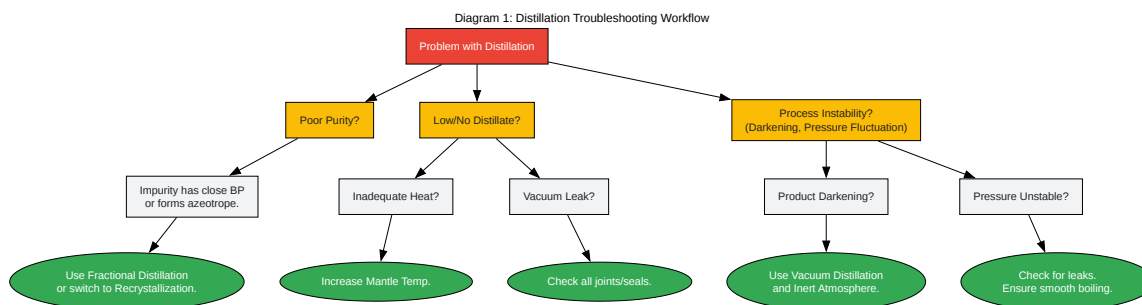 Diagram 1: Distillation Troubleshooting Workflow
Problem with Distillation
Poor Purity?
Low/No Distillate?
Process Instability?
(Darkening, Pressure Fluctuation)
Impurity has close BP
or forms azeotrope.
Inadequate Heat?
Vacuum Leak?
Product Darkening?
Pressure Unstable?
Use Fractional Distillation
or switch to Recrystallization.
Increase Mantle Temp.
Check all joints/seals.
Use Vacuum Distillation
and Inert Atmosphere.
Check for leaks.
Ensure smooth boiling.